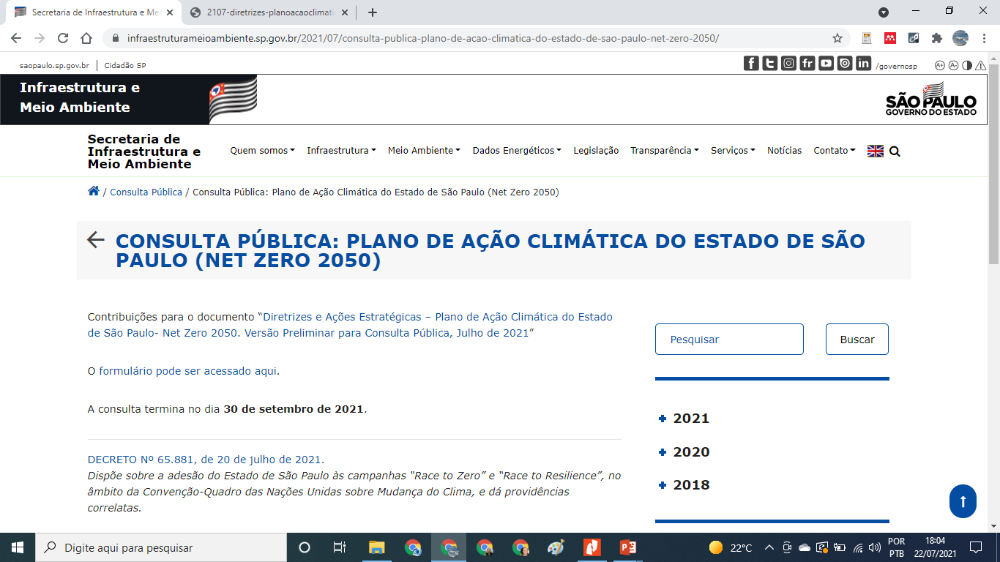 Secretaria de Infraestrutura e Me
2107-diretrizes-planoacaoclimati
infraestruturameioambiente.sp.gov.br/2021/07/consulta-publica-plano-de-acao-climatica-do-estado-de-sao-paulo-net-zero-2050/
saopaulo.sp.gov.br
Cidadão SP
/governosp
Infraestrutura e
Meio Ambiente
SÃO PAULO
GOVERNO DO ESTADO
Secretaria de
Infraestrutura e
Meio Ambiente
Quem somos Infraestrutura Meio Ambiente Dados Energéticos Legislação Transparência Serviços Notícias Contato
/ Consulta Pública / Consulta Pública: Plano de Ação Climática do Estado de São Paulo (Net Zero 2050)
CONSULTA PÚBLICA: PLANO DE AÇÃO CLIMÁTICA DO ESTADO DE SÃO
PAULO (NET ZERO 2050)
Contribuições para o documento “Diretrizes e Ações Estratégicas – Plano de Ação Climática do Estado
de São Paulo- Net Zero 2050. Versão Preliminar para Consulta Pública, Julho de 2021”
O formulário pode ser acessado aqui.
A consulta termina no dia 30 de setembro de 2021.
DECRETO Nº 65.881, de 20 de julho de 2021.
Dispõe sobre a adesão do Estado de São Paulo às campanhas “Race to Zero” e “Race to Resilience”, no
âmbito da Convenção-Quadro das Nações Unidas sobre Mudança do Clima, e dá providências
correlatas.
Pesquisar
Buscar
2021
2020
2018
Digite aqui para pesquisar
22°C
POR
PTB
18:04
22/07/2021